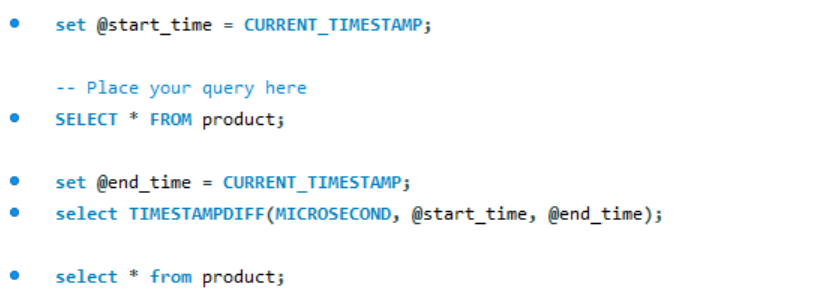 set @start_time = CURRENT_TIMESTAMP;
-- Place your query here
SELECT * FROM product;
set @end_time = CURRENT_TIMESTAMP;
select TIMESTAMPDIFF(MICROSECOND, @start_time, @end_time);
select * from product;